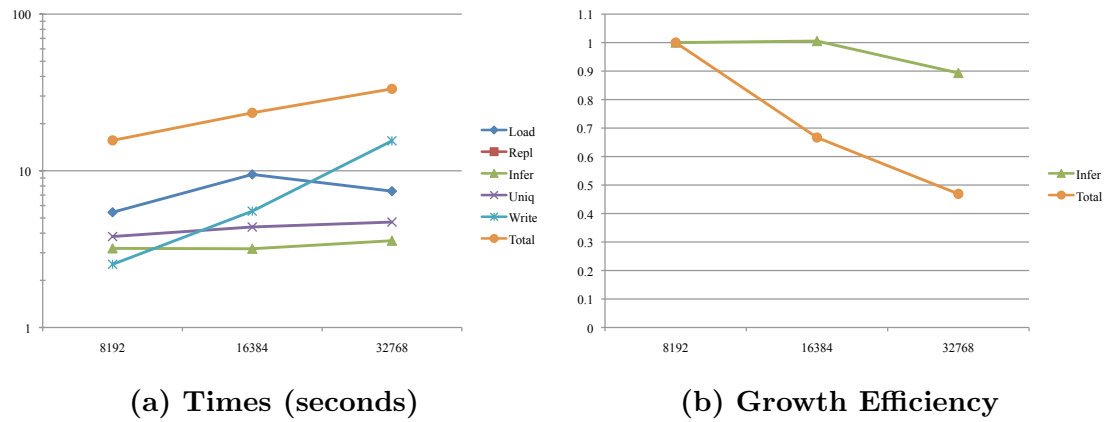 100
10
1
8192
16384
32768
Load
Repl
Infer
Uniq
Write
Total
(a) Times (seconds)
1.1
1
0.9
0.8
0.7
0.6
0.5
0.4
0.3
0.2
0.1
0
8192
16384
32768
Infer
Total
(b) Growth Efficiency